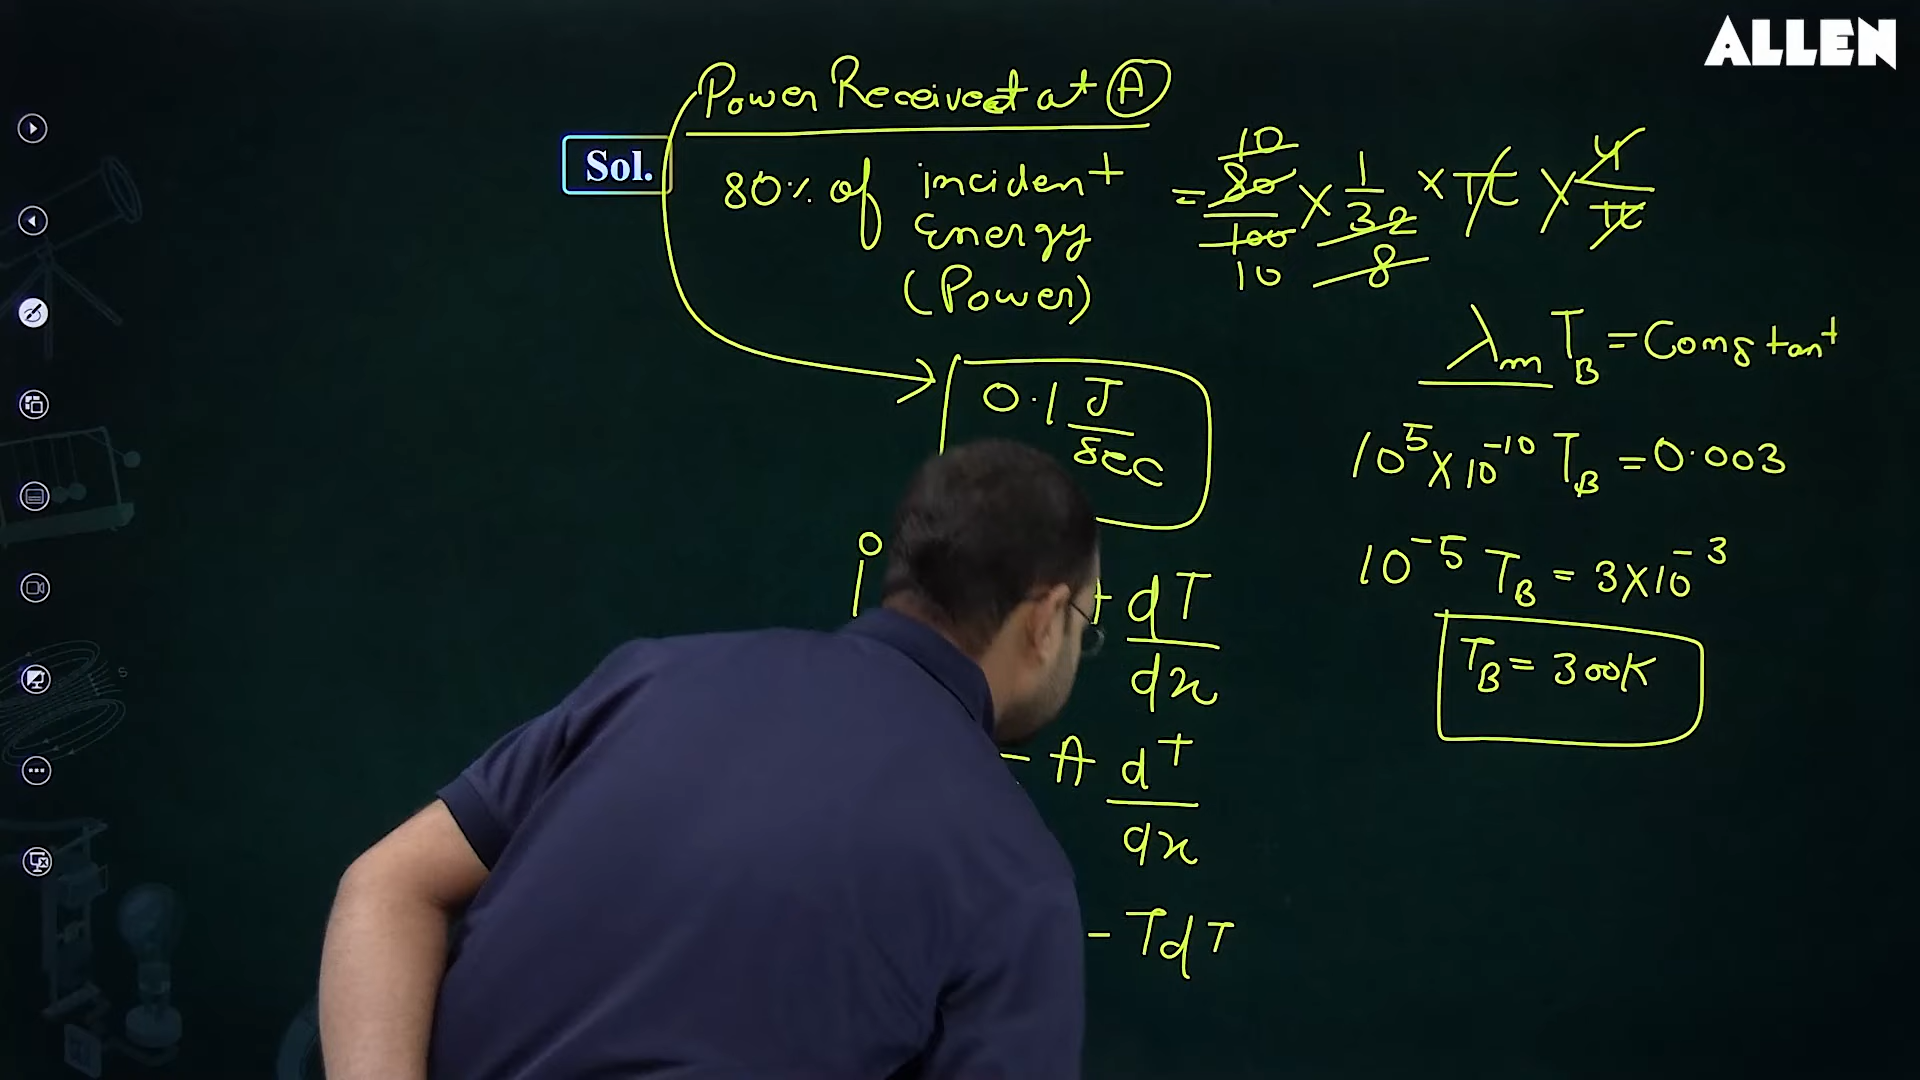 ALLEN
Power Received at A
Sol.
80% of incident
Energy
(Power)
= 10 80/100 10 × 1/32 8 × π × 4/π
0.1 J/sec
λm TB = Constant
10^5 × 10^-10 TB = 0.003
10^-5 TB = 3×10^-3
TB = 300K
dT/dx
- A dT/dx
- TdT